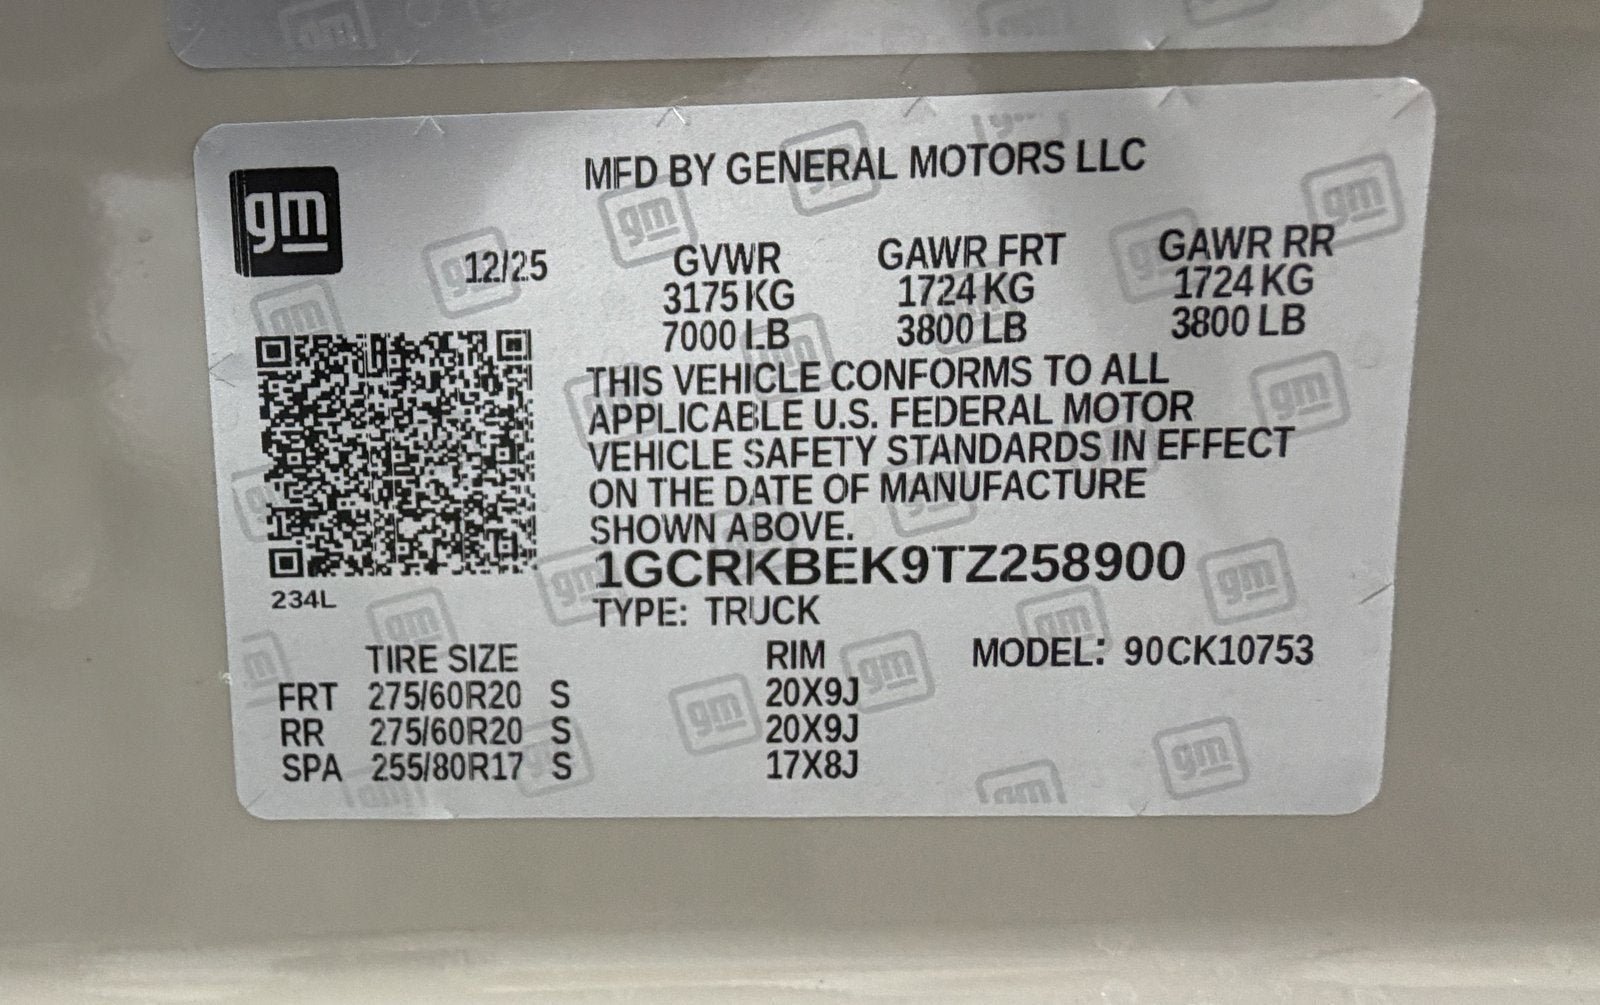 gm
MFD BY GENERAL MOTORS LLC
12/25
GVWR GAWR FRT GAWR RR
3175 KG 1724 KG 1724 KG
7000 LB 3800 LB 3800 LB
THIS VEHICLE CONFORMS TO ALL
APPLICABLE U.S. FEDERAL MOTOR
VEHICLE SAFETY STANDARDS IN EFFECT
ON THE DATE OF MANUFACTURE
SHOWN ABOVE.
1GCRKBEK9TZ258900
234L
TYPE: TRUCK
TIRE SIZE RIM MODEL: 90CK10753
FRT 275/60R20 S 20X9J
RR 275/60R20 S 20X9J
SPA 255/80R17 S 17X8J